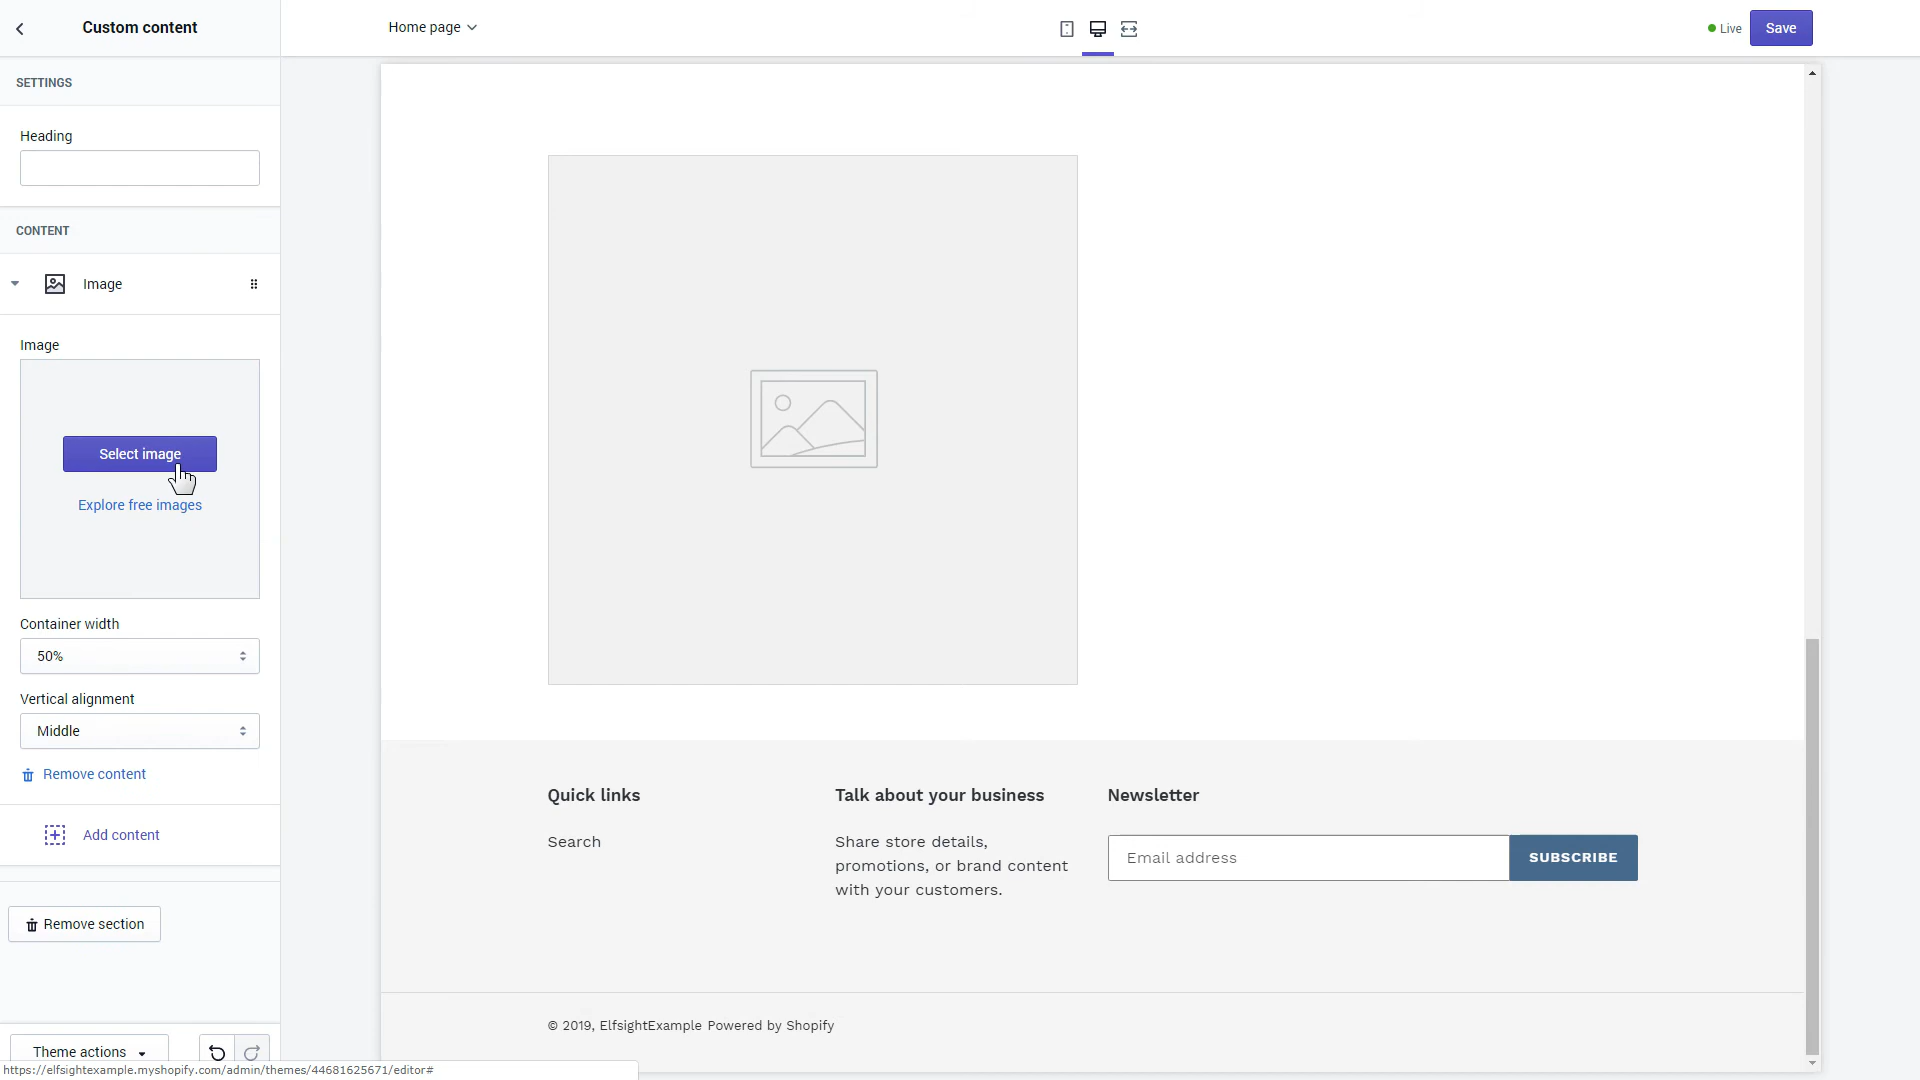 Custom content
Home page
Live
Save
SETTINGS
Heading
CONTENT
Image
Image
Select image
Explore free images
Container width
50%
Vertical alignment
Middle
Remove content
Add content
Remove section
Theme actions
Quick links
Search
Talk about your business
Share store details,
promotions, or brand content
with your customers.
Newsletter
Email address
SUBSCRIBE
© 2019, ElfsightExample Powered by Shopify
https://elfsightexample.myshopify.com/admin/themes/44681625671/editor#